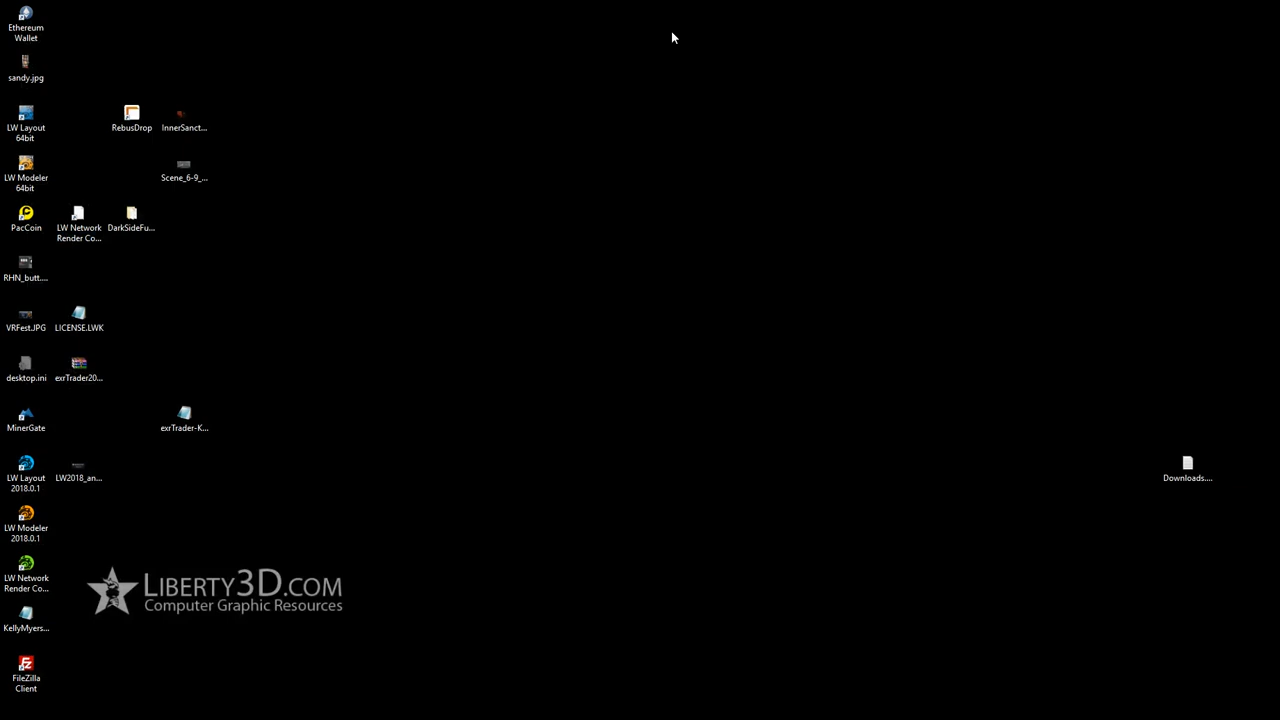 Ethereum
Wallet
sandy.jpg
LW Layout
64bit
RebusDrop
InnerSanct...
LW Modeler
64bit
Scene_6-9_...
PacCoin
LW Network
Render Co...
DarkSideFu...
RHN_butt....
VRFest.JPG
LICENSE.LWK
desktop.ini
exrTrader20...
MinerGate
exrTrader-K...
LW Layout
2018.0.1
LW2018_an...
Downloads....
LW Modeler
2018.0.1
LW Network
Render Co...
LIBERTY3D.COM
Computer Graphic Resources
KellyMyers...
FileZilla
Client